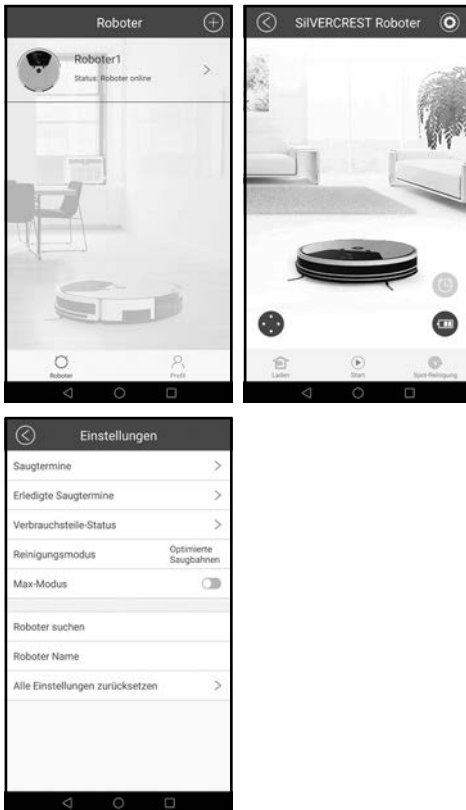 Roboter
Roboter1
Status: Roboter online
Roboter
Profil
SilVERCREST Roboter
Laden
Start
Spot-Reinigung
Einstellungen
Saugtermine
Erledigte Saugtermine
Verbrauchsteile-Status
Reinigungsmodus
Optimierte
Saugbahnen
Max-Modus
Roboter suchen
Roboter Name
Alle Einstellungen zurücksetzen